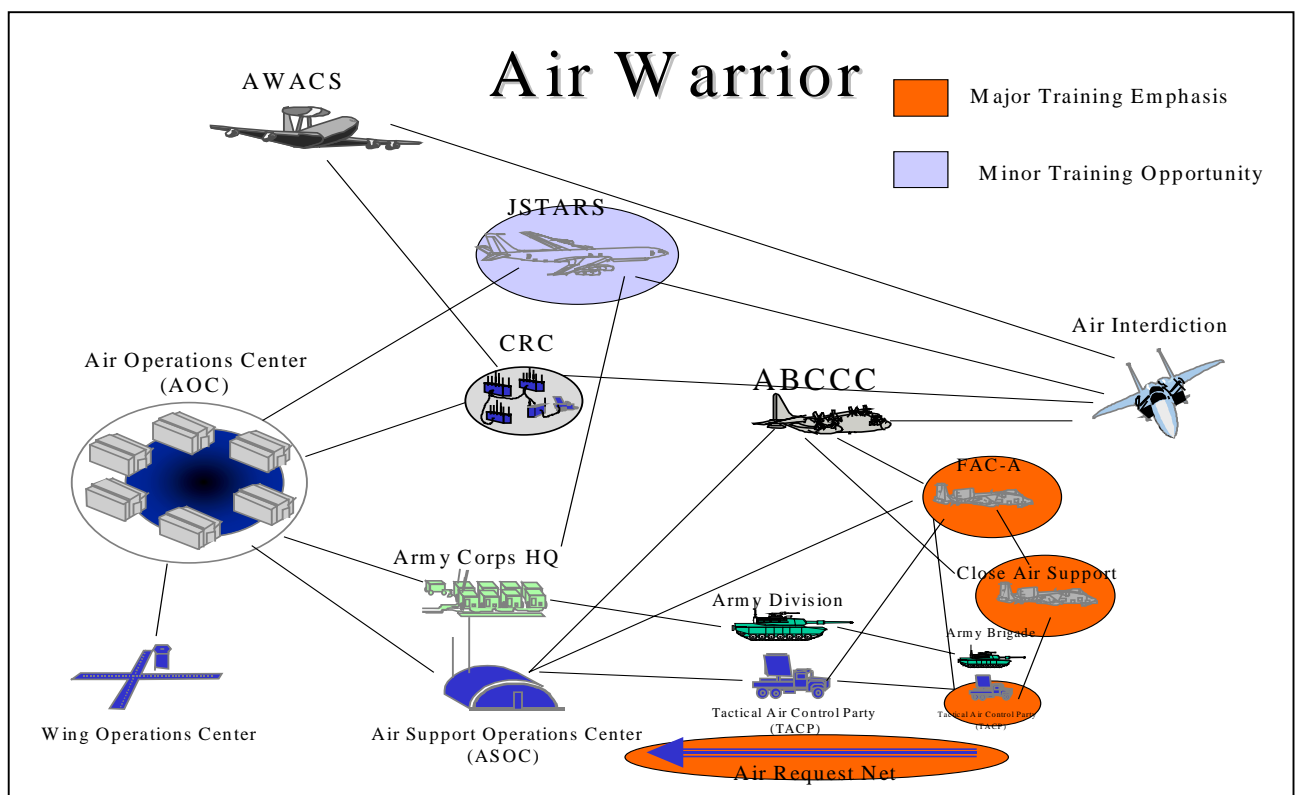 Air Warrior
AWACS
Major Training Emphasis
Minor Training Opportunity
JSTARS
Air Interdiction
CRC
Air Operations Center
(AOC)
ABCCC
FAC-A
Army Corps HQ
Close Air Support
Army Division
Army Brigade
Tactical Air Control Party
(TACP)
Tactical Air Control Party
(TACP)
Wing Operations Center
Air Support Operations Center
(ASOC)
Air Request Net